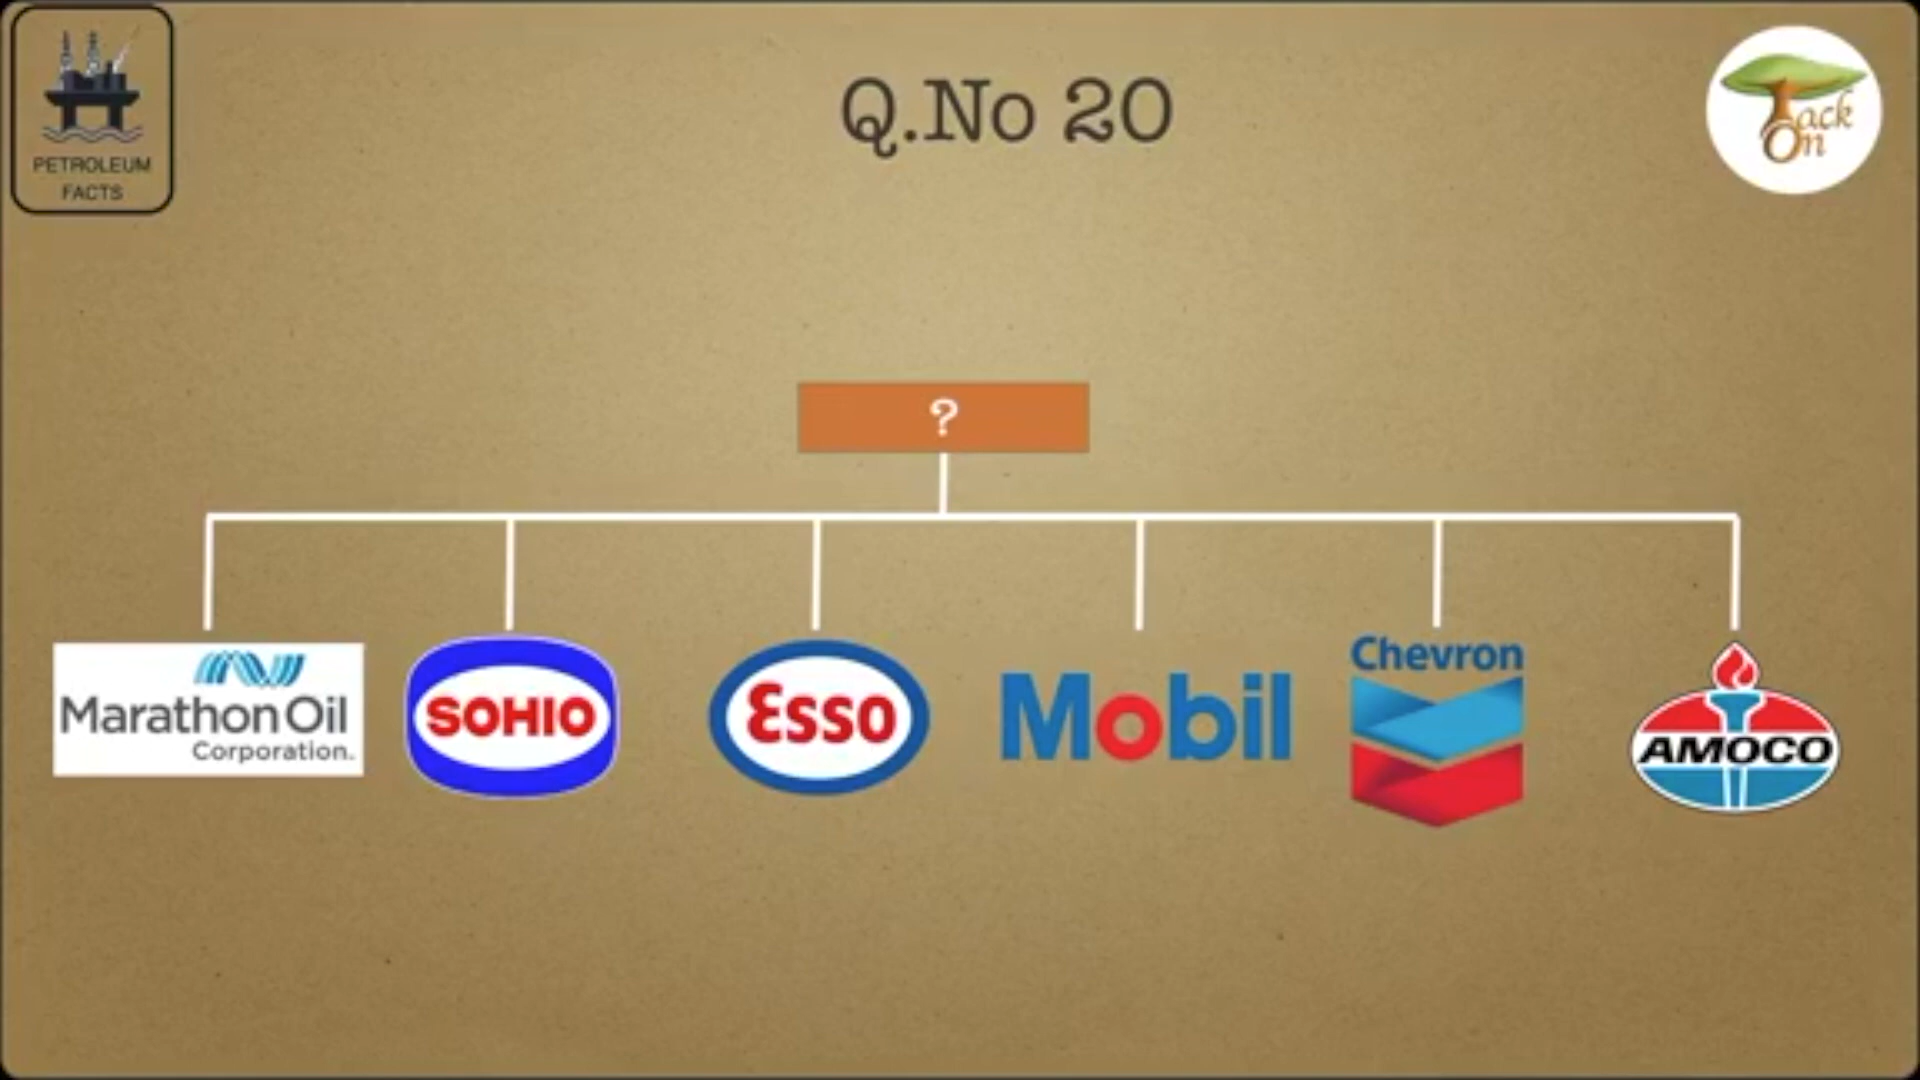 PETROLEUM
FACTS
Q.No 20
Tack
On
?
Marathon Oil
Corporation.
SOHIO
Esso
Mobil
Chevron
AMOCO